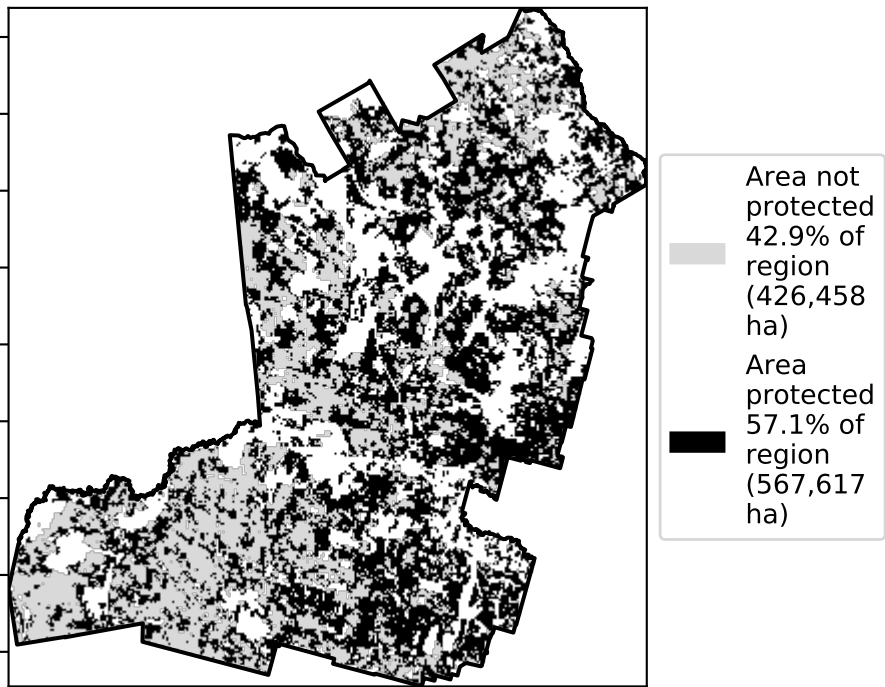 Area not
protected
42.9% of
region
(426,458
ha)
Area
protected
57.1% of
region
(567,617
ha)